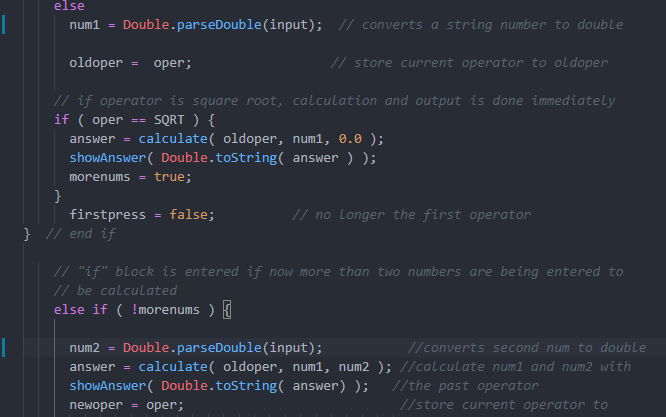 else
num1 = Double.parseDouble(input);  // converts a string number to double
oldoper =  oper;                  // store current operator to oldoper
// if operator is square root, calculation and output is done immediately
if ( oper == SQRT ) {
answer = calculate( oldoper, num1, 0.0 );
showAnswer( Double.toString( answer ) );
morenums = true;
}
firstpress = false;          // no longer the first operator
}  // end if
// "if" block is entered if now more than two numbers are being entered to
// be calculated
else if ( !morenums ) {
num2 = Double.parseDouble(input);           //converts second num to double
answer = calculate( oldoper, num1, num2 ); //calculate num1 and num2 with
showAnswer( Double.toString( answer) );   //the past operator
newoper = oper;                            //store current operator to